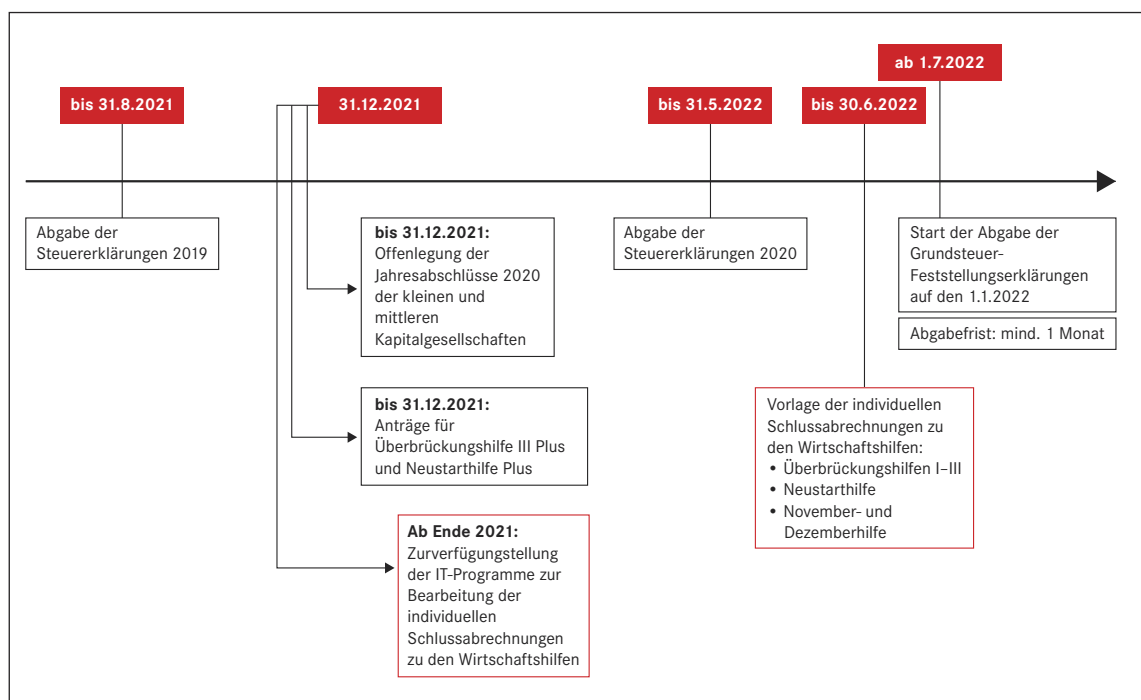 ab 1.7.2022
bis 31.8.2021
31.12.2021
bis 31.5.2022
bis 30.6.2022
Abgabe der
Steuererklärungen 2019
bis 31.12.2021:
Offenlegung der
Jahresabschlüsse 2020
der kleinen und
mittleren
Kapitalgesellschaften
bis 31.12.2021:
Anträge für
Überbrückungshilfe III Plus
und Neustarthilfe Plus
Ab Ende 2021:
Zurverfügungstellung
der IT-Programme zur
Bearbeitung der
individuellen
Schlussabrechnungen
zu den Wirtschaftshilfen
Abgabe der
Steuererklärungen 2020
Vorlage der individuellen
Schlussabrechnungen zu
den Wirtschaftshilfen:
• Überbrückungshilfen I–III
• Neustarthilfe
• November- und
Dezemberhilfe
Start der Abgabe der
Grundsteuer-
Feststellungserklärungen
auf den 1.1.2022
Abgabefrist: mind. 1 Monat